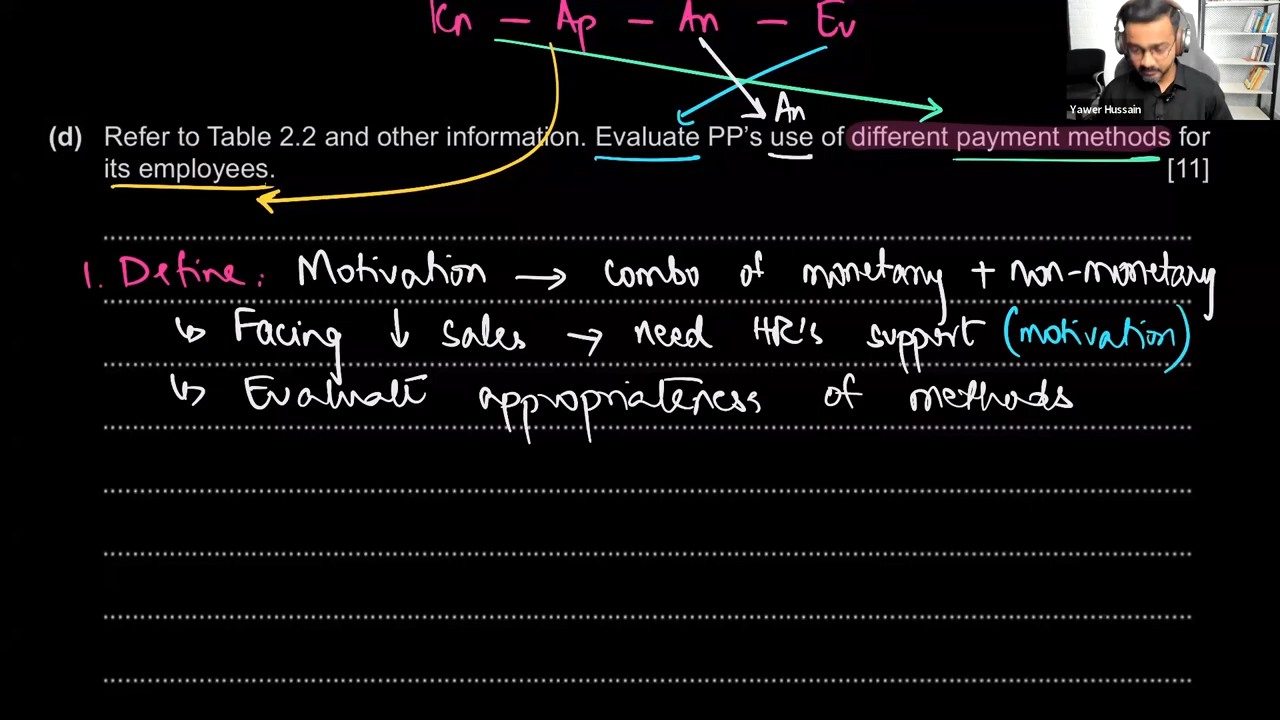 Kn – Ap – An – Ev
Yawer Hussain
An
(d) Refer to Table 2.2 and other information. Evaluate PP's use of different payment methods for
its employees. [11]
1. Define: Motivation → combo of monetary + non-monetary
↳ Facing ↓ sales → need HR's support (motivation)
↳ Evaluate appropriateness of methods